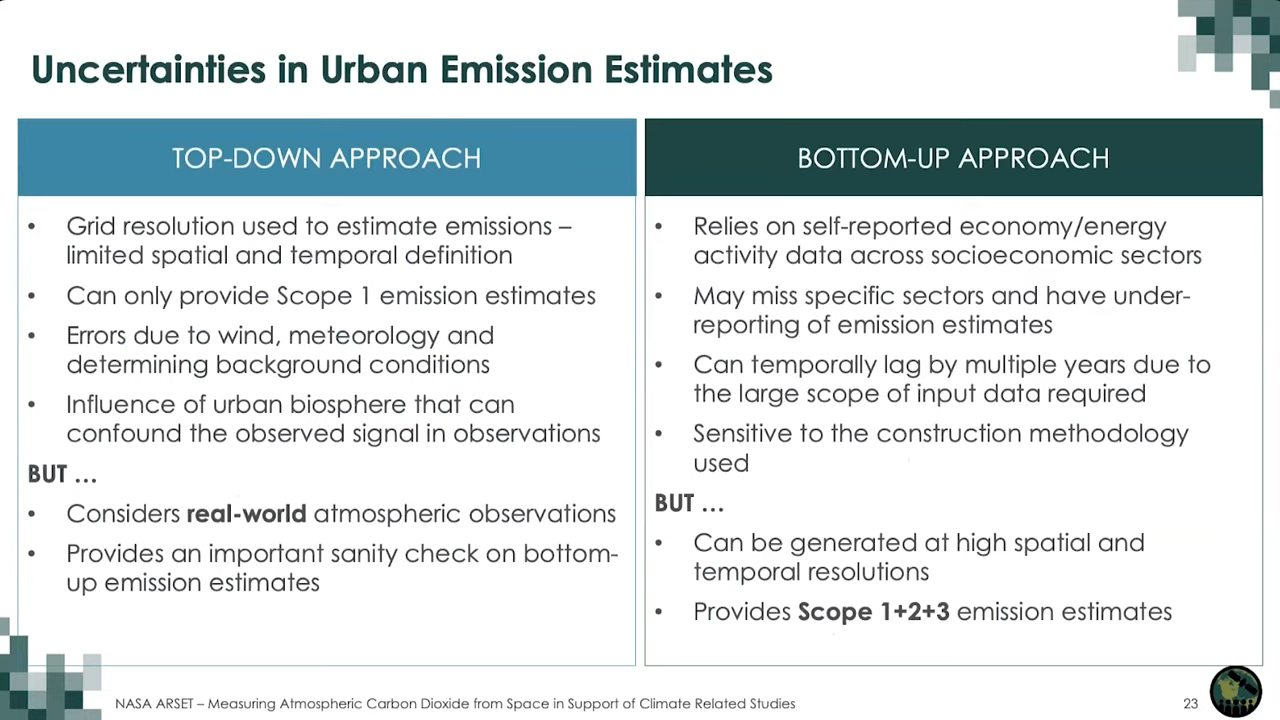 Uncertainties in Urban Emission Estimates
TOP-DOWN APPROACH
• Grid resolution used to estimate emissions –
limited spatial and temporal definition
• Can only provide Scope 1 emission estimates
• Errors due to wind, meteorology and
determining background conditions
• Influence of urban biosphere that can
confound the observed signal in observations
BUT …
• Considers real-world atmospheric observations
• Provides an important sanity check on bottom-
up emission estimates
BOTTOM-UP APPROACH
• Relies on self-reported economy/energy
activity data across socioeconomic sectors
• May miss specific sectors and have under-
reporting of emission estimates
• Can temporally lag by multiple years due to
the large scope of input data required
• Sensitive to the construction methodology
used
BUT …
• Can be generated at high spatial and
temporal resolutions
• Provides Scope 1+2+3 emission estimates
NASA ARSET – Measuring Atmospheric Carbon Dioxide from Space in Support of Climate Related Studies
23